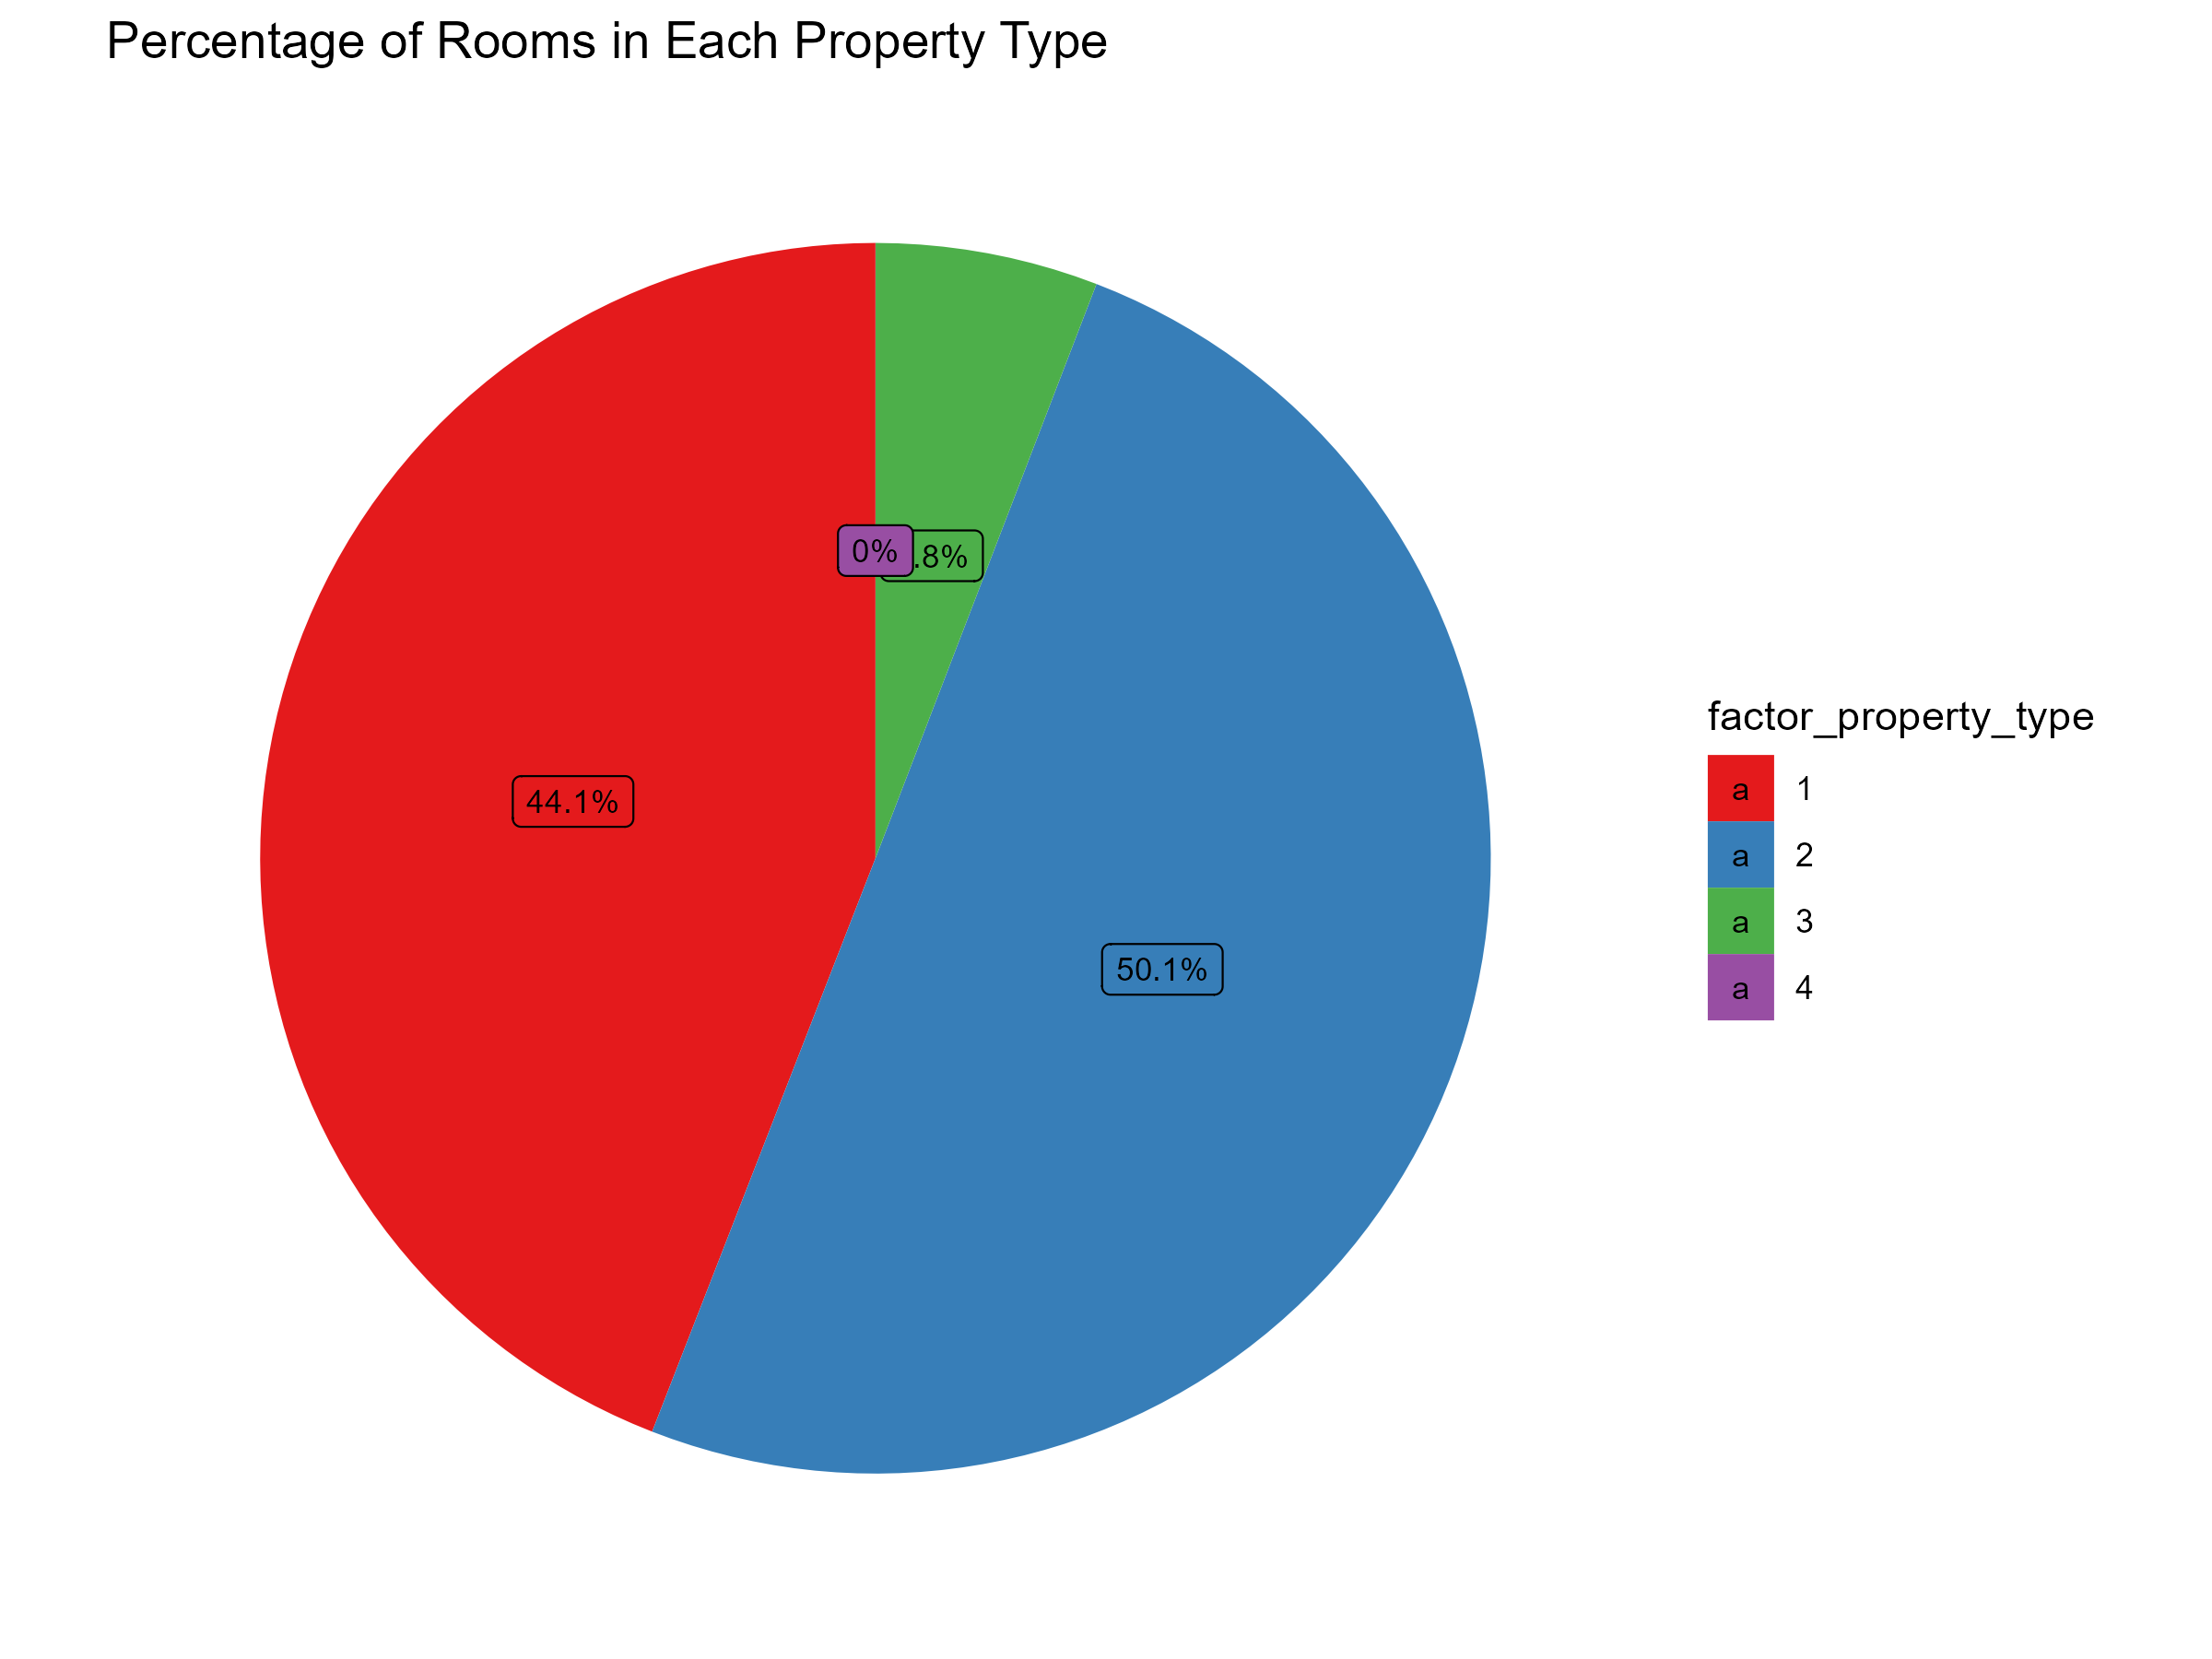 Percentage of Rooms in Each Property Type
0%
.8%
44.1%
50.1%
factor_property_type
a 1
a 2
a 3
a 4